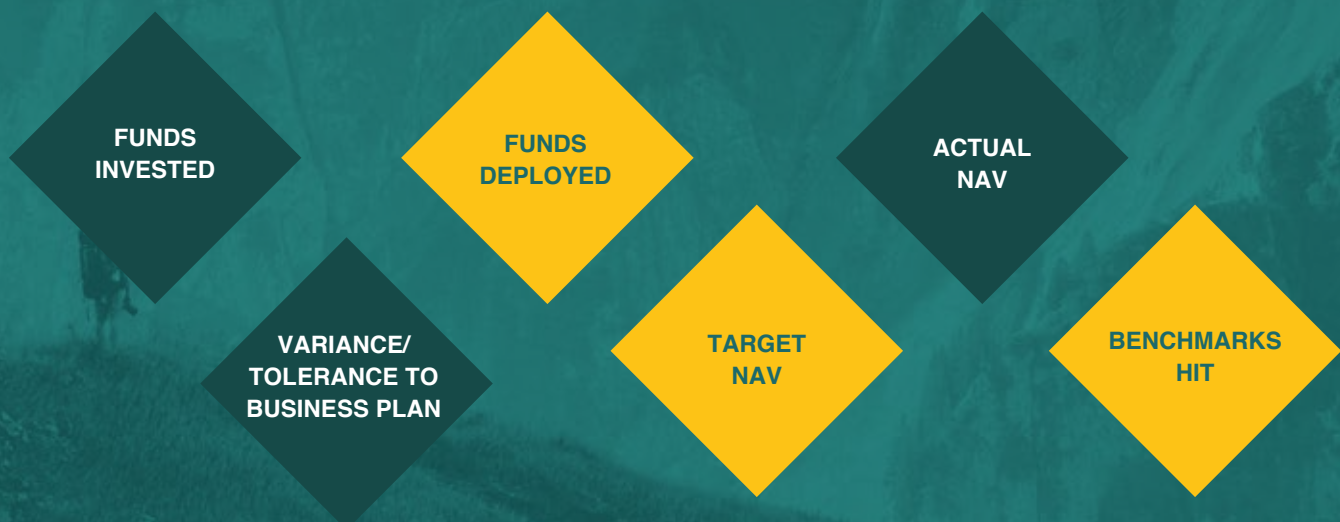 FUNDS
INVESTED
FUNDS
DEPLOYED
ACTUAL
NAV
VARIANCE/
TOLERANCE TO
BUSINESS PLAN
TARGET
NAV
BENCHMARKS
HIT